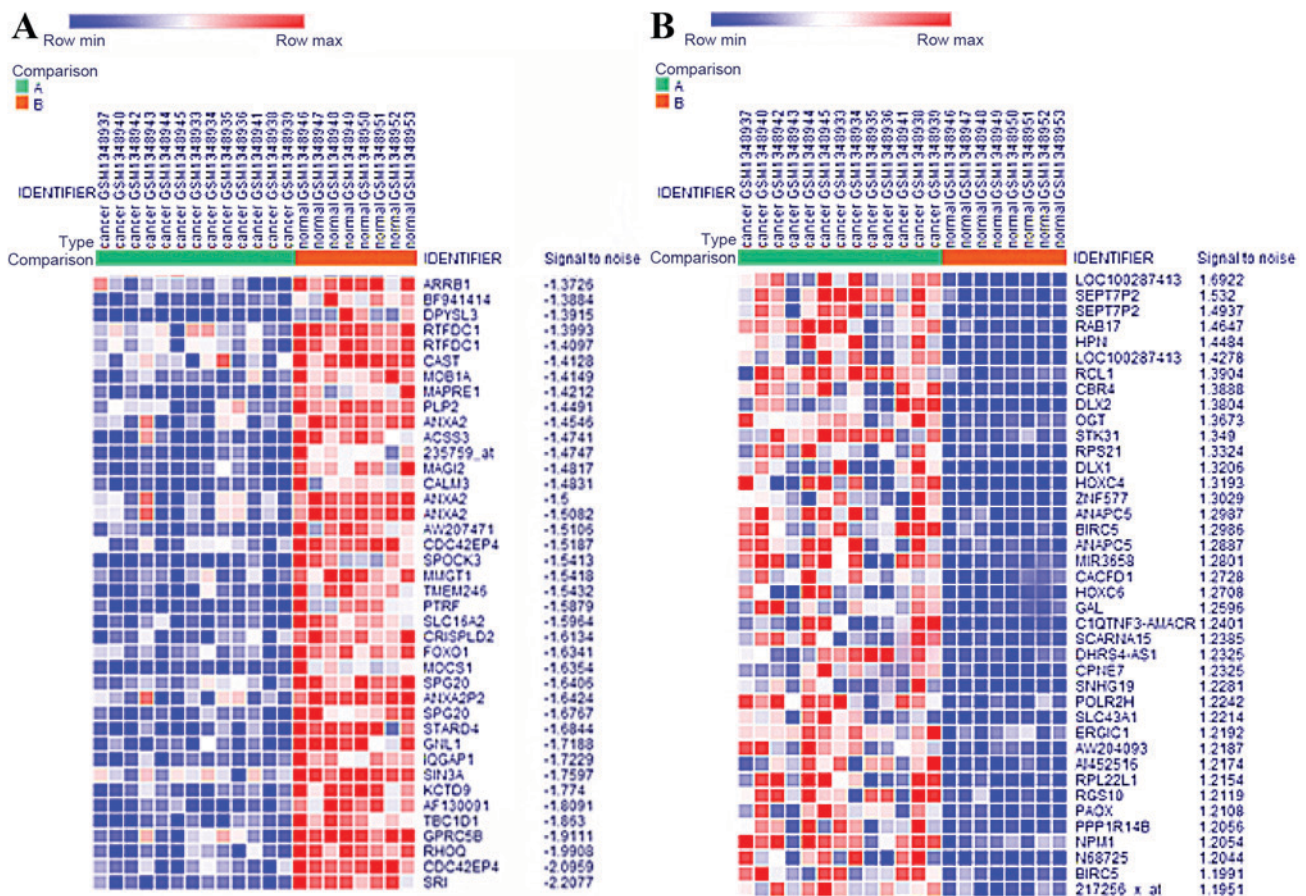 A
Row min Row max
Comparison
A
B
cancer GSM1348937
cancer GSM1348940
cancer GSM1348942
cancer GSM1348943
cancer GSM1348944
cancer GSM1348945
cancer GSM1348933
cancer GSM1348934
cancer GSM1348935
cancer GSM1348936
cancer GSM1348941
cancer GSM1348938
cancer GSM1348939
normal GSM1348946
normal GSM1348947
normal GSM1348948
normal GSM1348949
normal GSM1348950
normal GSM1348951
normal GSM1348952
normal GSM1348953
IDENTIFIER
Type
Comparison IDENTIFIER Signal to noise
ARRB1 -1.3726
BF941414 -1.3884
DPYSL3 -1.3915
RTFDC1 -1.3993
RTFDC1 -1.4097
CAST -1.4128
MOB1A -1.4149
MAPRE1 -1.4212
PLP2 -1.4491
ANXA2 -1.4546
ACSS3 -1.4741
235759_at -1.4747
MAGI2 -1.4817
CALM3 -1.4831
ANXA2 -1.5
ANXA2 -1.5082
AW207471 -1.5106
CDC42EP4 -1.5187
SPOCK3 -1.5413
MMGT1 -1.5418
TMEM246 -1.5432
PTRF -1.5879
SLC16A2 -1.5964
CRISPLD2 -1.6134
FOXO1 -1.6341
MOCS1 -1.6354
SPG20 -1.6406
ANXA2P2 -1.6424
SPG20 -1.6767
STARD4 -1.6844
GNL1 -1.7188
IQGAP1 -1.7229
SIN3A -1.7597
KCTD9 -1.774
AF130091 -1.8091
TBC1D1 -1.863
GPRC5B -1.9111
RHOQ -1.9908
CDC42EP4 -2.0959
SRI -2.2077
B
Row min Row max
Comparison
A
B
cancer GSM1348937
cancer GSM1348940
cancer GSM1348942
cancer GSM1348943
cancer GSM1348944
cancer GSM1348945
cancer GSM1348933
cancer GSM1348934
cancer GSM1348935
cancer GSM1348936
cancer GSM1348941
cancer GSM1348938
cancer GSM1348939
normal GSM1348946
normal GSM1348947
normal GSM1348948
normal GSM1348949
normal GSM1348950
normal GSM1348951
normal GSM1348952
normal GSM1348953
IDENTIFIER
Type
Comparison IDENTIFIER Signal to noise
LOC100287413 1.6922
SEPT7P2 1.532
SEPT7P2 1.4937
RAB17 1.4647
HPN 1.4484
LOC100287413 1.4278
RCL1 1.3904
CBR4 1.3888
DLX2 1.3804
OGT 1.3673
STK31 1.349
RPS21 1.3324
DLX1 1.3206
HOXC4 1.3193
ZNF577 1.3029
ANAPC5 1.2987
BIRC5 1.2986
ANAPC5 1.2887
MIR3658 1.2801
CACFD1 1.2728
HOXC6 1.2708
GAL 1.2596
C1QTNF3-AMACR 1.2401
SCARNA15 1.2385
DHRS4-AS1 1.2325
CPNE7 1.2325
SNHG19 1.2281
POLR2H 1.2242
SLC43A1 1.2214
ERGIC1 1.2192
AW204093 1.2187
AI452516 1.2174
RPL22L1 1.2154
RGS10 1.2119
PAOX 1.2108
PPP1R14B 1.2056
NPM1 1.2054
N68725 1.2044
BIRC5 1.1991
217256_x_at 1.1951